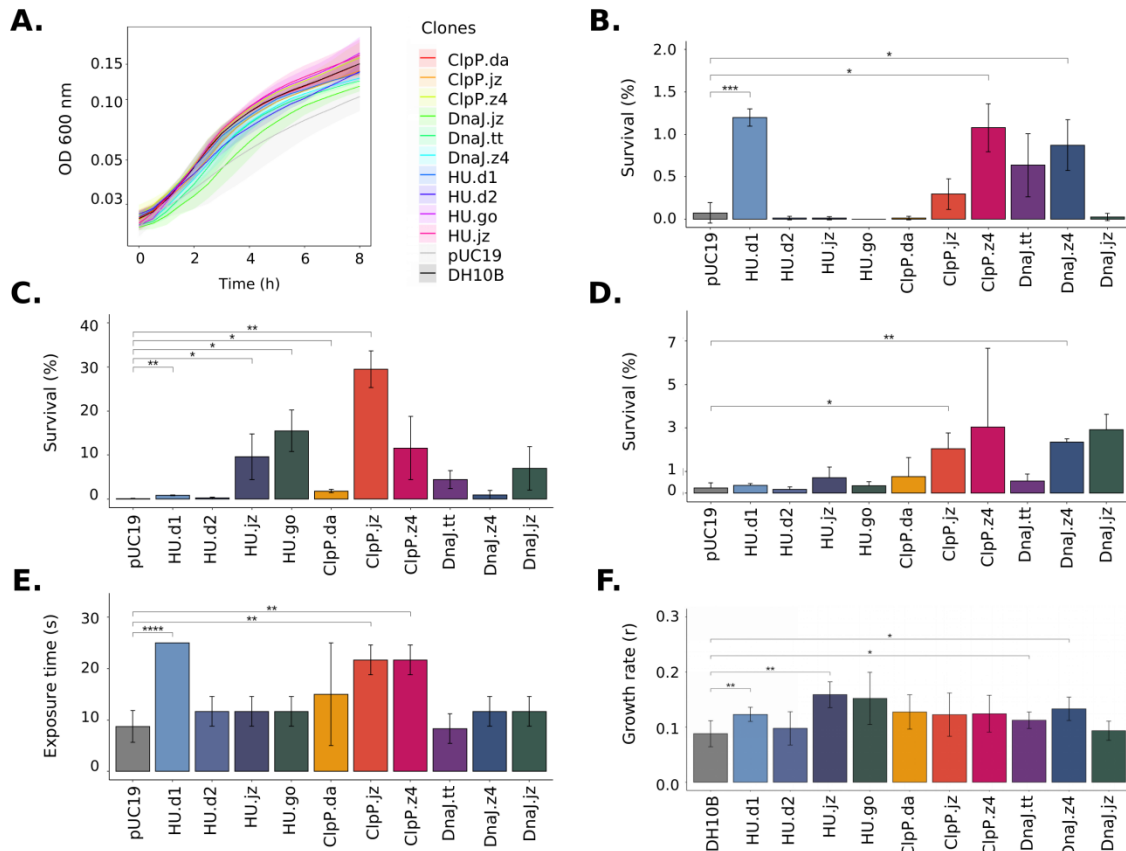 A.
OD 600 nm
0.15
0.10
0.05
0.03
0 2 4 6 8
Time (h)
Clones
ClpP.da
ClpP.jz
ClpP.z4
DnaJ.jz
DnaJ.tt
DnaJ.z4
HU.d1
HU.d2
HU.go
HU.jz
pUC19
DH10B
B.
Survival (%)
2.0
1.5
1.0
0.5
0.0
*
*
***
pUC19 HU.d1 HU.d2 HU.jz HU.go ClpP.da ClpP.jz ClpP.z4 DnaJ.tt DnaJ.z4 DnaJ.jz
C.
Survival (%)
40
30
20
10
0
**
*
*
*
**
pUC19 HU.d1 HU.d2 HU.jz HU.go ClpP.da ClpP.jz ClpP.z4 DnaJ.tt DnaJ.z4 DnaJ.jz
D.
Survival (%)
7
5
3
1
0
**
*
pUC19 HU.d1 HU.d2 HU.jz HU.go ClpP.da ClpP.jz ClpP.z4 DnaJ.tt DnaJ.z4 DnaJ.jz
E.
Exposure time (s)
30
20
10
0
**
**
****
pUC19 HU.d1 HU.d2 HU.jz HU.go ClpP.da ClpP.jz ClpP.z4 DnaJ.tt DnaJ.z4 DnaJ.jz
F.
Growth rate (r)
0.3
0.2
0.1
0.0
*
*
**
**
DH10B HU.d1 HU.d2 HU.jz HU.go ClpP.da ClpP.jz ClpP.z4 DnaJ.tt DnaJ.z4 DnaJ.jz